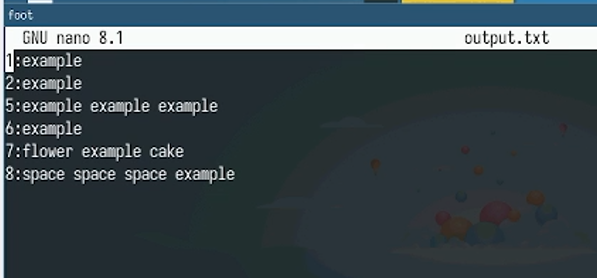 foot
GNU nano 8.1 output.txt
1:example
2:example
5:example example example
6:example
7:flower example cake
8:space space space example